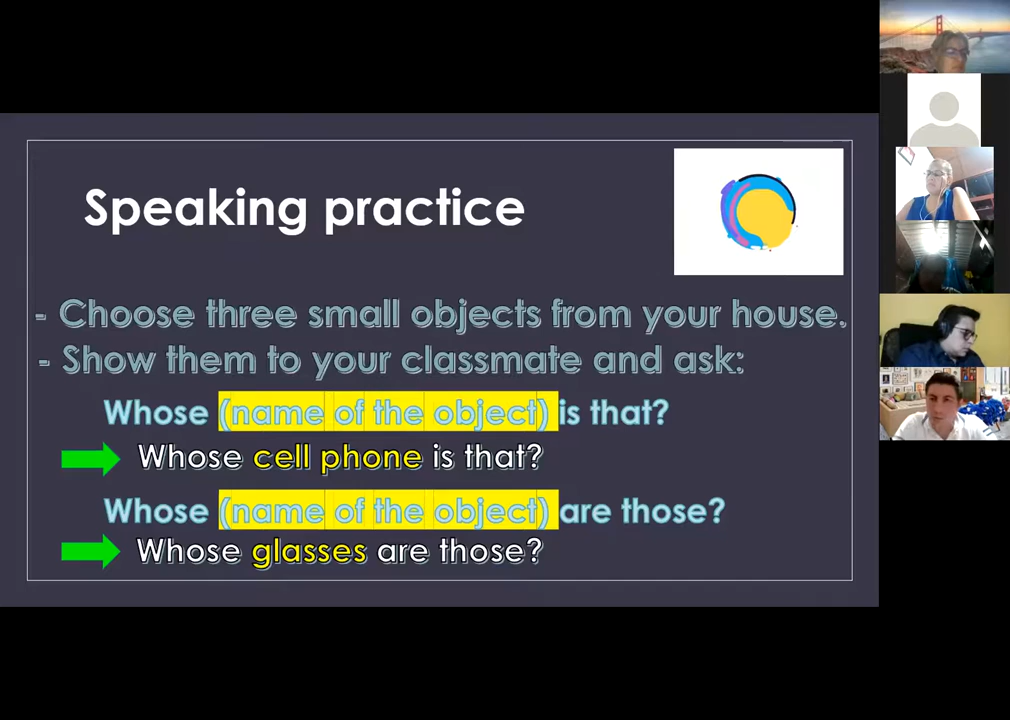 Speaking practice
- Choose three small objects from your house.
- Show them to your classmate and ask:
Whose (name of the object) is that?
Whose cell phone is that?
Whose (name of the object) are those?
Whose glasses are those?